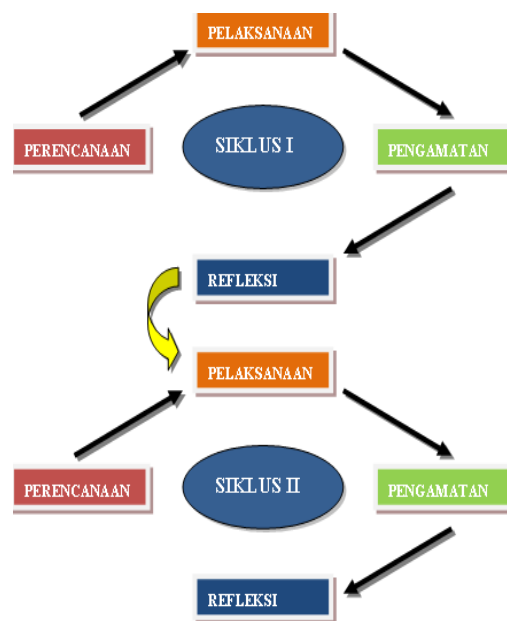 PELAKSANAAN
PERENCANAAN
SIKLUS I
PENGAMATAN
REFLEKSI
PELAKSANAAN
PERENCANAAN
SIKLUS II
PENGAMATAN
REFLEKSI